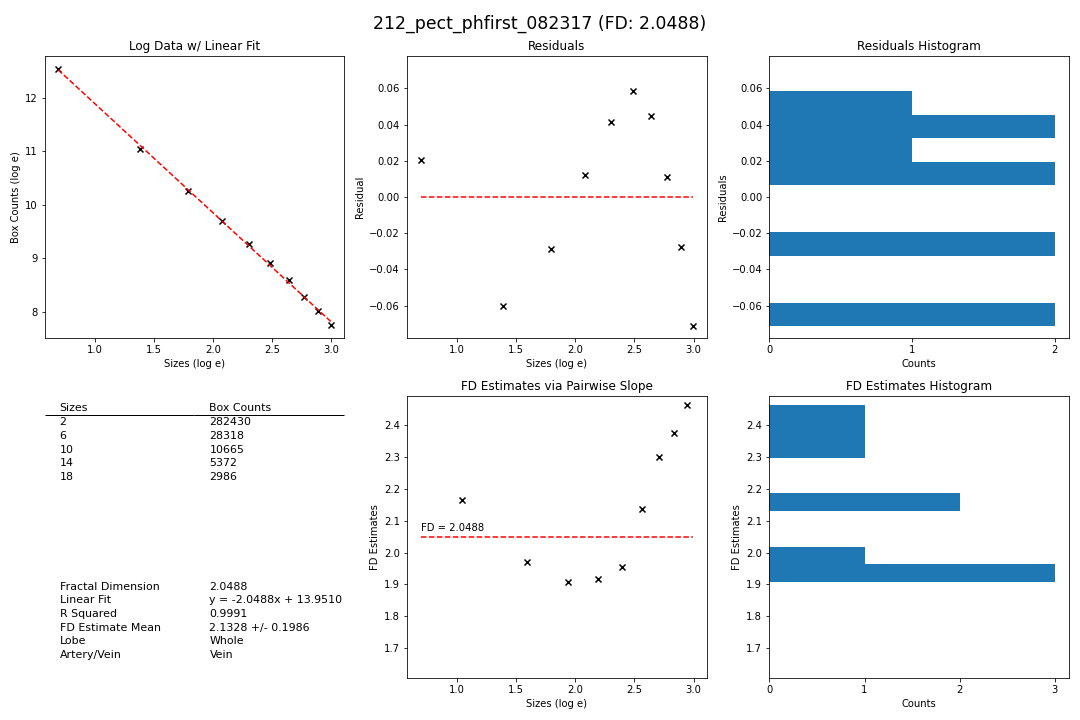 212_pect_phfirst_082317 (FD: 2.0488)
Log Data w/ Linear Fit
Box Counts (log e)
12
11
10
9
8
1.0 1.5 2.0 2.5 3.0
Sizes (log e)
Residuals
Residual
0.06
0.04
0.02
0.00
−0.02
−0.04
−0.06
1.0 1.5 2.0 2.5 3.0
Sizes (log e)
Residuals Histogram
Residuals
0.06
0.04
0.02
0.00
−0.02
−0.04
−0.06
0 1 2
Counts
Sizes Box Counts
2 282430
6 28318
10 10665
14 5372
18 2986
Fractal Dimension 2.0488
Linear Fit y = -2.0488x + 13.9510
R Squared 0.9991
FD Estimate Mean 2.1328 +/- 0.1986
Lobe Whole
Artery/Vein Vein
FD Estimates via Pairwise Slope
FD Estimates
2.4
2.3
2.2
2.1
2.0
1.9
1.8
1.7
FD = 2.0488
1.0 1.5 2.0 2.5 3.0
Sizes (log e)
FD Estimates Histogram
FD Estimates
2.4
2.3
2.2
2.1
2.0
1.9
1.8
1.7
0 1 2 3
Counts